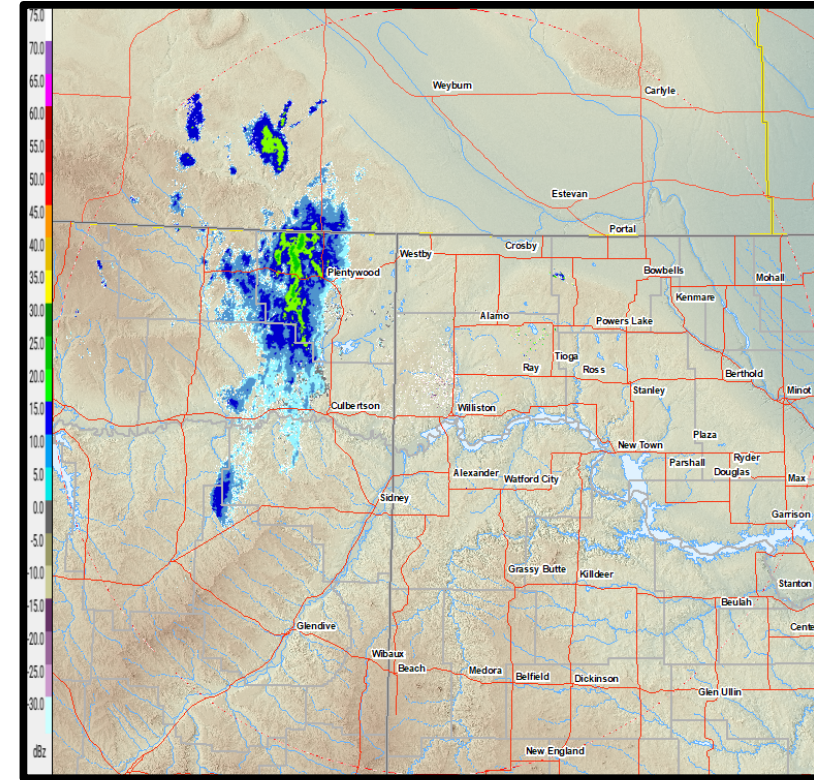 75.0
70.0
65.0
60.0
55.0
50.0
45.0
40.0
35.0
30.0
25.0
20.0
15.0
10.0
5.0
0.0
-5.0
-10.0
-15.0
-20.0
-25.0
-30.0
dBz
Weyburn
Carlyle
Estevan
Portal
Crosby
Westby
Plentywood
Bowbells
Mohall
Kenmare
Alamo
Powers Lake
Tioga
Ray
Ross
Berthold
Stanley
Minot
Culbertson
Williston
Plaza
New Town
Ryder
Parshall
Douglas
Alexander
Watford City
Max
Sidney
Garrison
Grassy Butte
Killdeer
Stanton
Beulah
Glendive
Cente
Wibaux
Beach
Medora
Belfield
Dickinson
Glen Ullin
New England